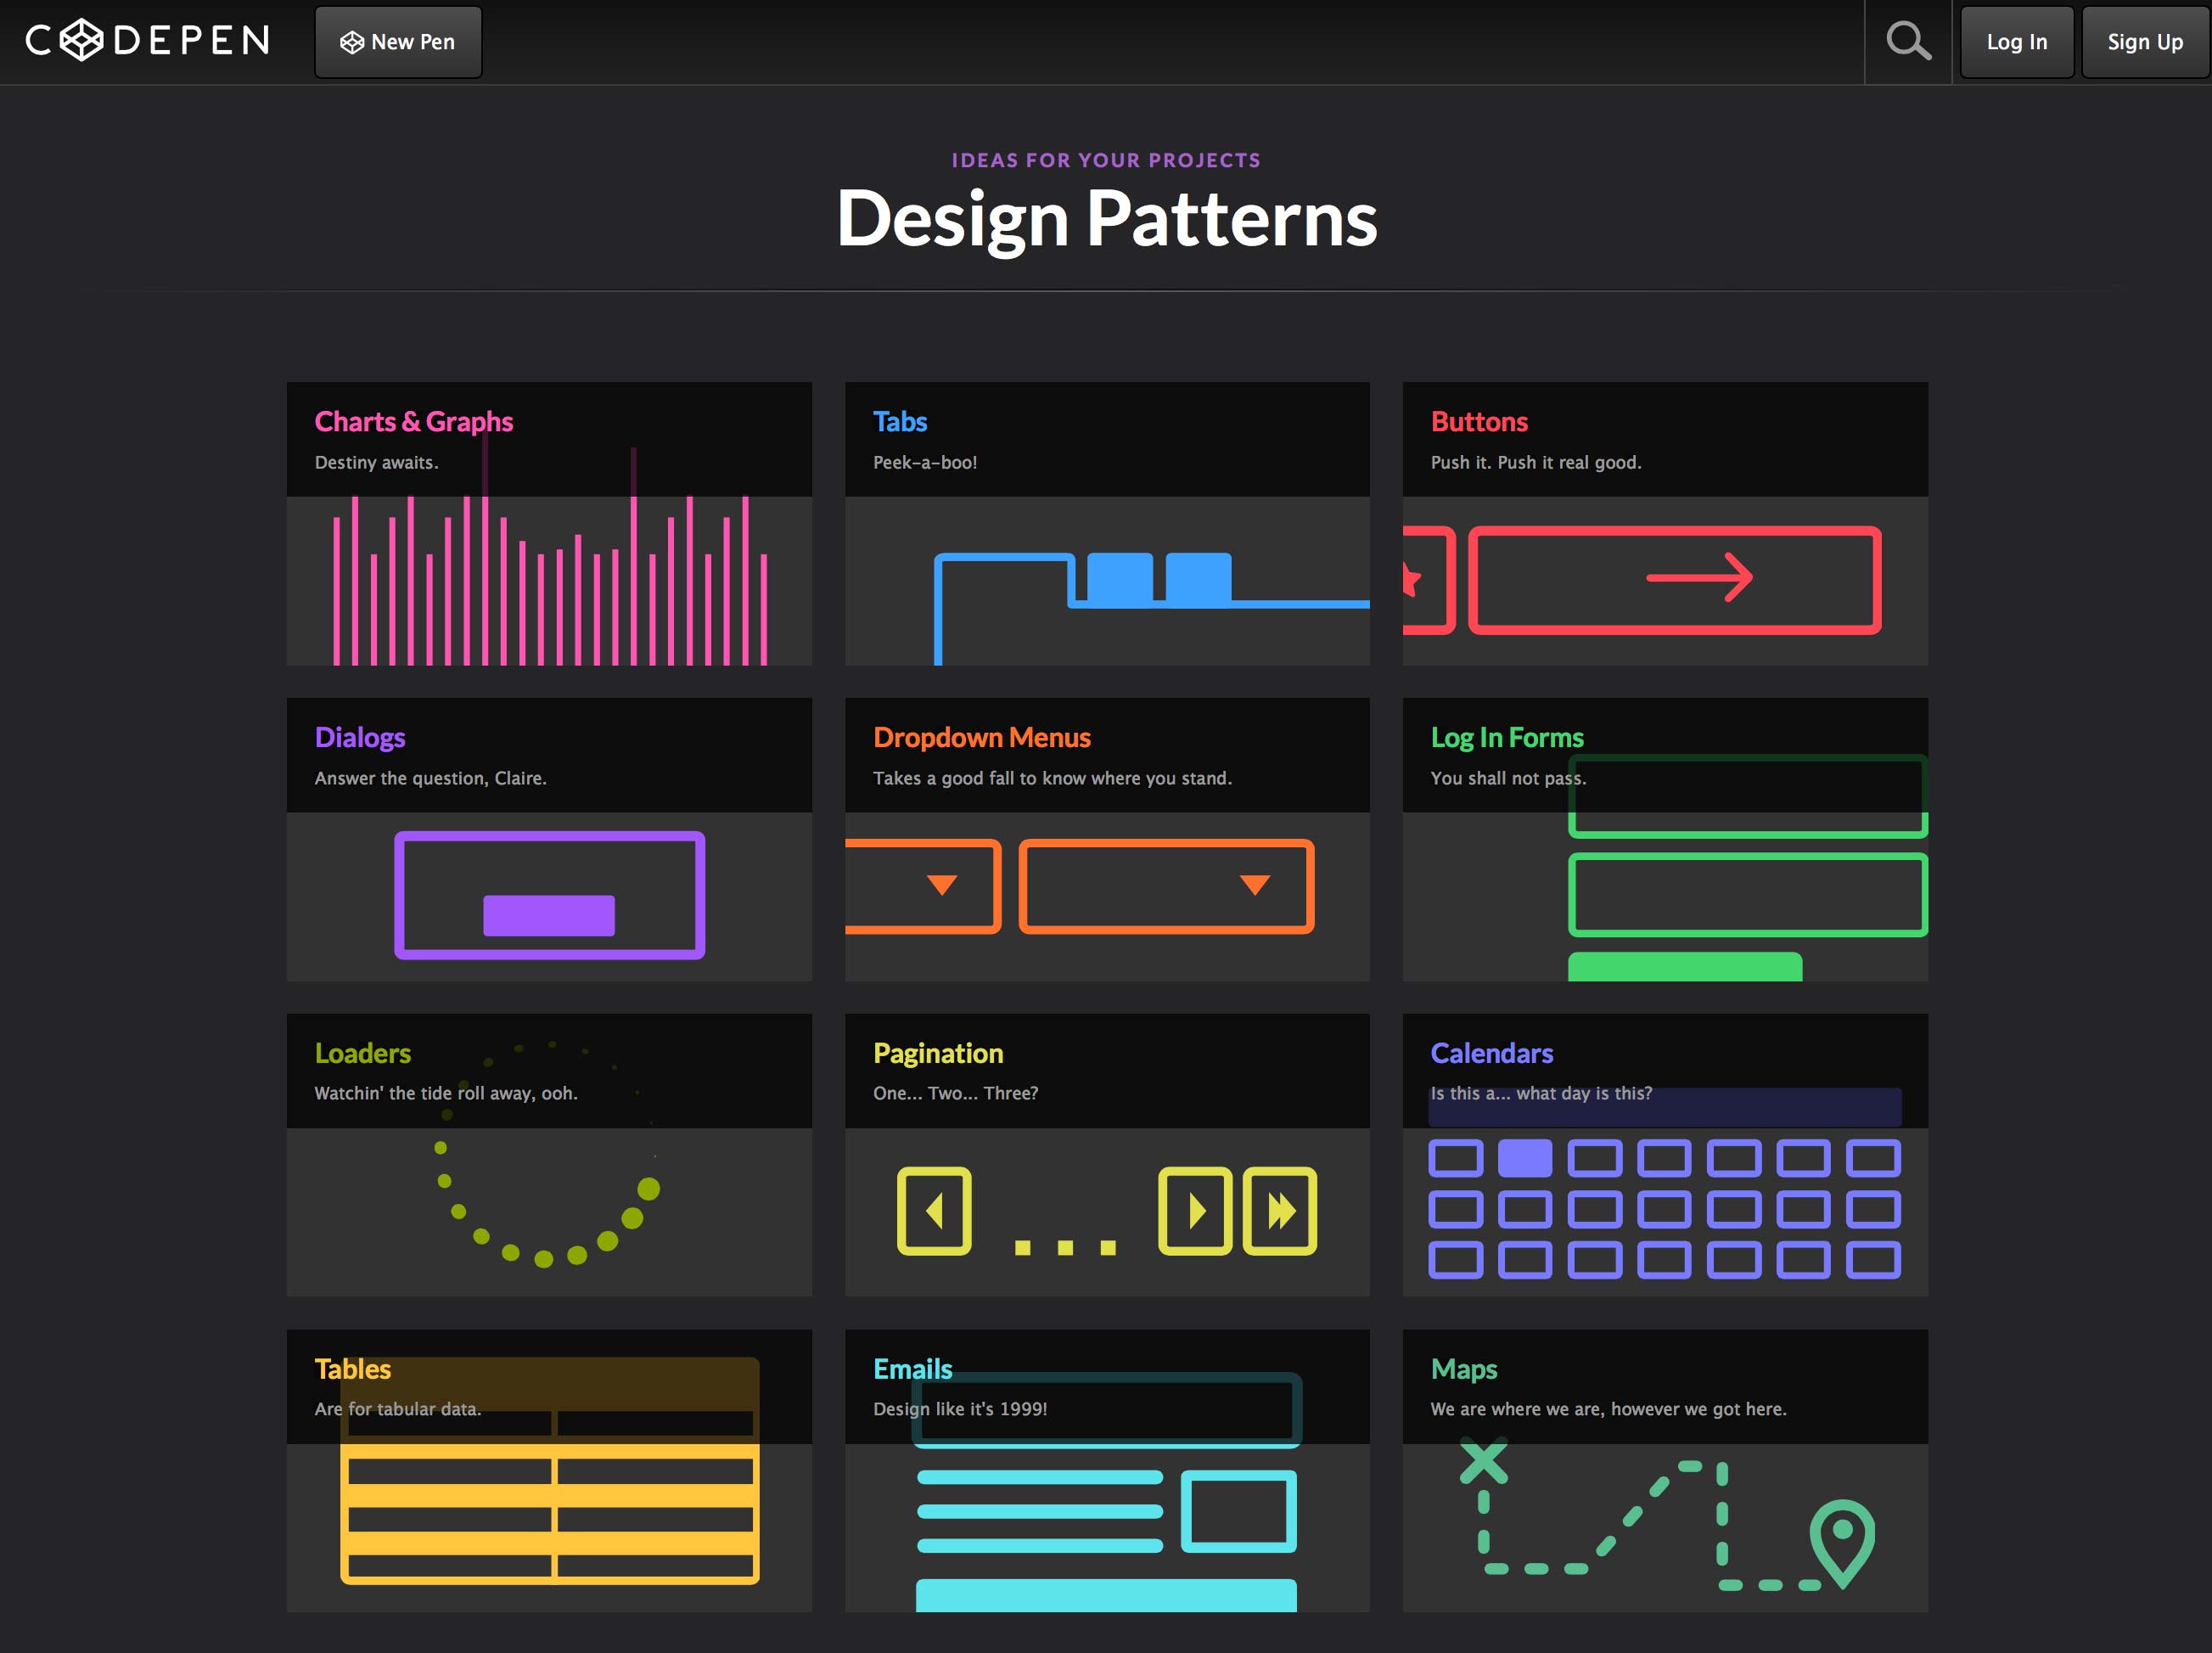 CODEPEN
New Pen
Log In
Sign Up
IDEAS FOR YOUR PROJECTS
Design Patterns
Charts & Graphs
Destiny awaits.
Tabs
Peek-a-boo!
Buttons
Push it. Push it real good.
Dialogs
Answer the question, Claire.
Dropdown Menus
Takes a good fall to know where you stand.
Log In Forms
You shall not pass.
Loaders
Watchin' the tide roll away, ooh.
Pagination
One... Two... Three?
Calendars
Is this a... what day is this?
Tables
Are for tabular data.
Emails
Design like it's 1999!
Maps
We are where we are, however we got here.